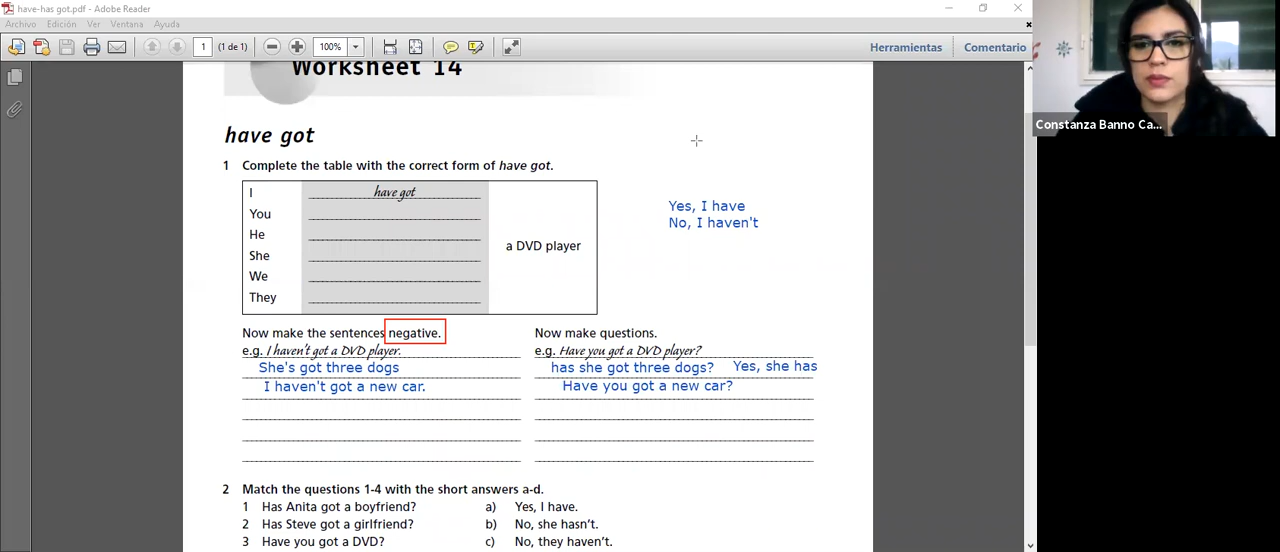 have-has got.pdf - Adobe Reader
Archivo Edición Ver Ventana Ayuda
1 (1 de 1) 100% Herramientas Comentario
Worksheet 14
Constanza Banno Ca...
have got
1 Complete the table with the correct form of have got.
I have got
You
He
She
We
They
a DVD player
Yes, I have
No, I haven't
Now make the sentences negative.
e.g. I haven't got a DVD player.
She's got three dogs
I haven't got a new car.
Now make questions.
e.g. Have you got a DVD player?
has she got three dogs? Yes, she has
Have you got a new car?
2 Match the questions 1-4 with the short answers a-d.
1 Has Anita got a boyfriend? a) Yes, I have.
2 Has Steve got a girlfriend? b) No, she hasn't.
3 Have you got a DVD? c) No, they haven't.